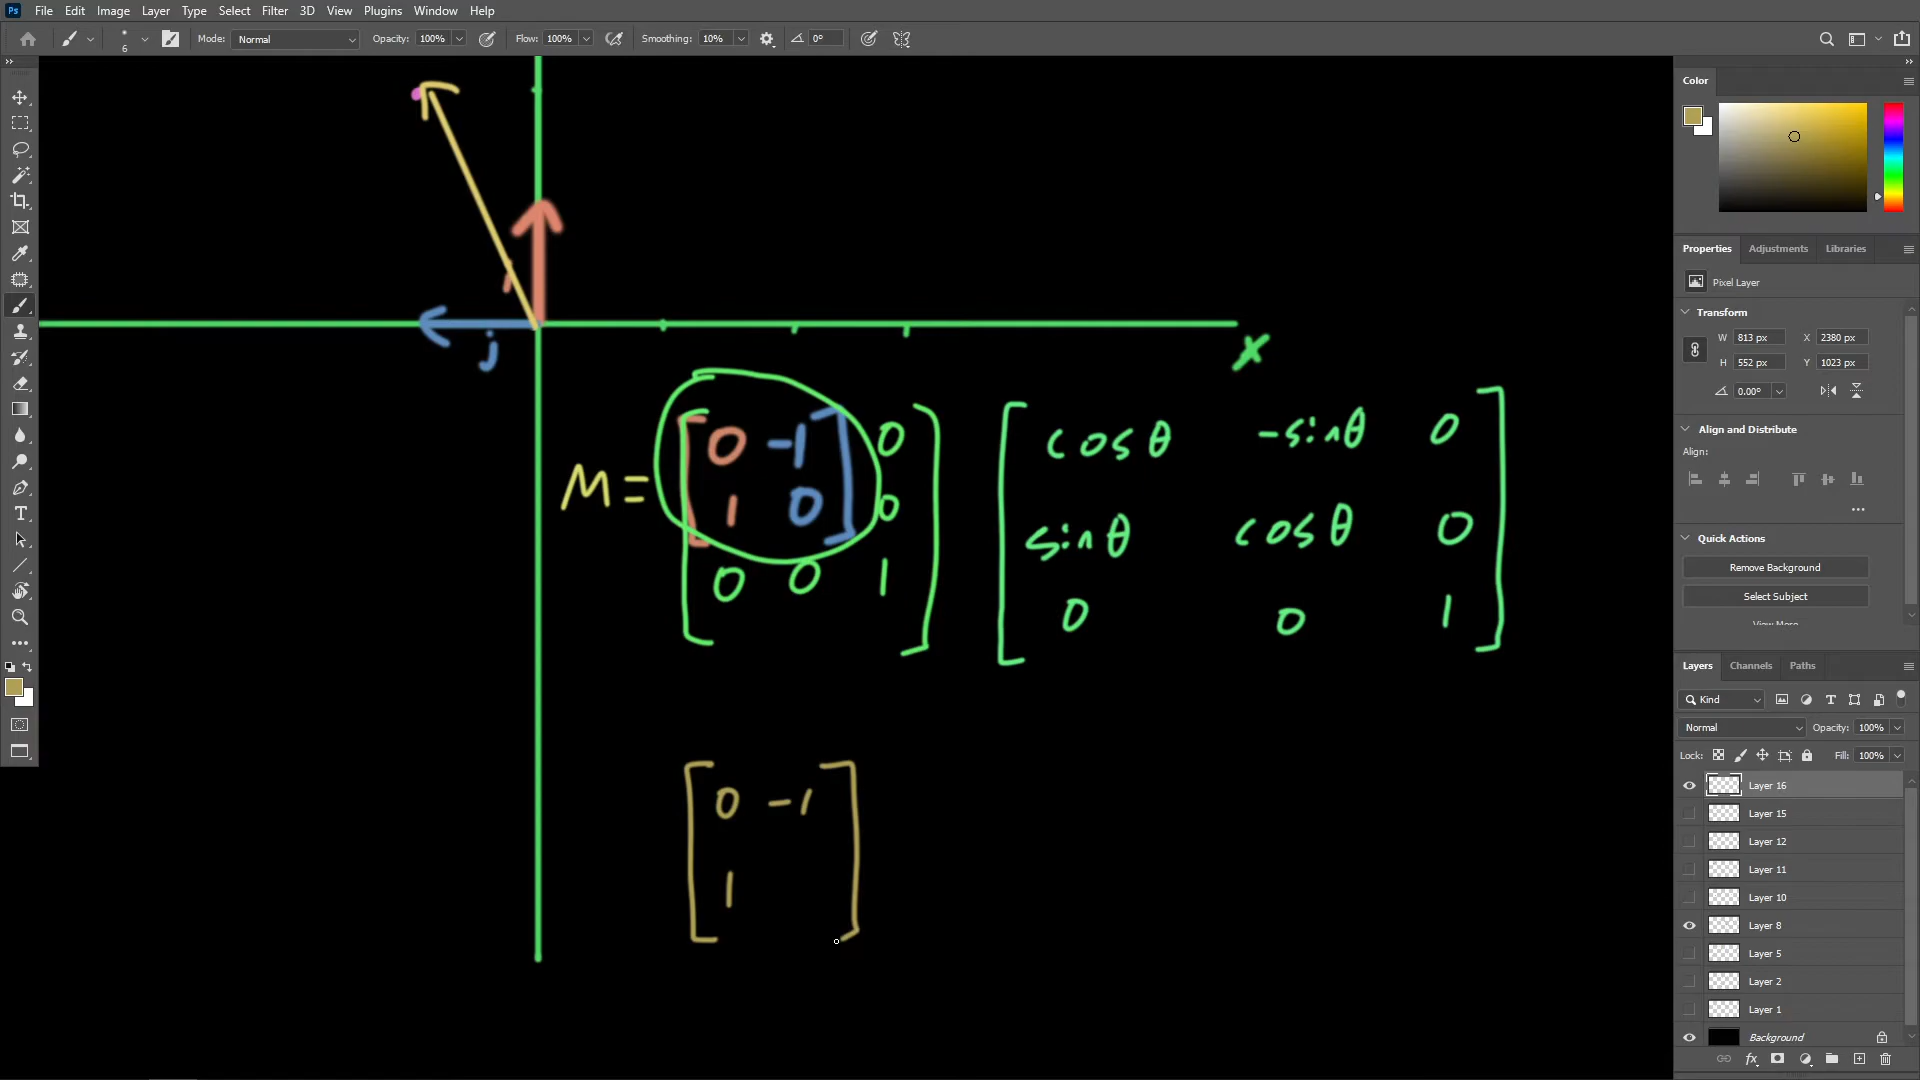 Ps File Edit Image Layer Type Select Filter 3D View Plugins Window Help
6 Mode: Normal Opacity: 100% Flow: 100% Smoothing: 10% 0°
Color
Properties Adjustments Libraries
Pixel Layer
Transform
W 813 px X 2380 px
H 552 px Y 1023 px
0.00°
Align and Distribute
Align:
Quick Actions
Remove Background
Select Subject
Layers Channels Paths
Kind
Normal Opacity: 100%
Lock: Fill: 100%
Layer 16
Layer 15
Layer 12
Layer 11
Layer 10
Layer 8
Layer 5
Layer 2
Layer 1
Background
fx
i
j
x
M = 0 -1 0
1 0 0
0 0 1
cos θ -sin θ 0
sin θ cos θ 0
0 0 1
0 -1
1